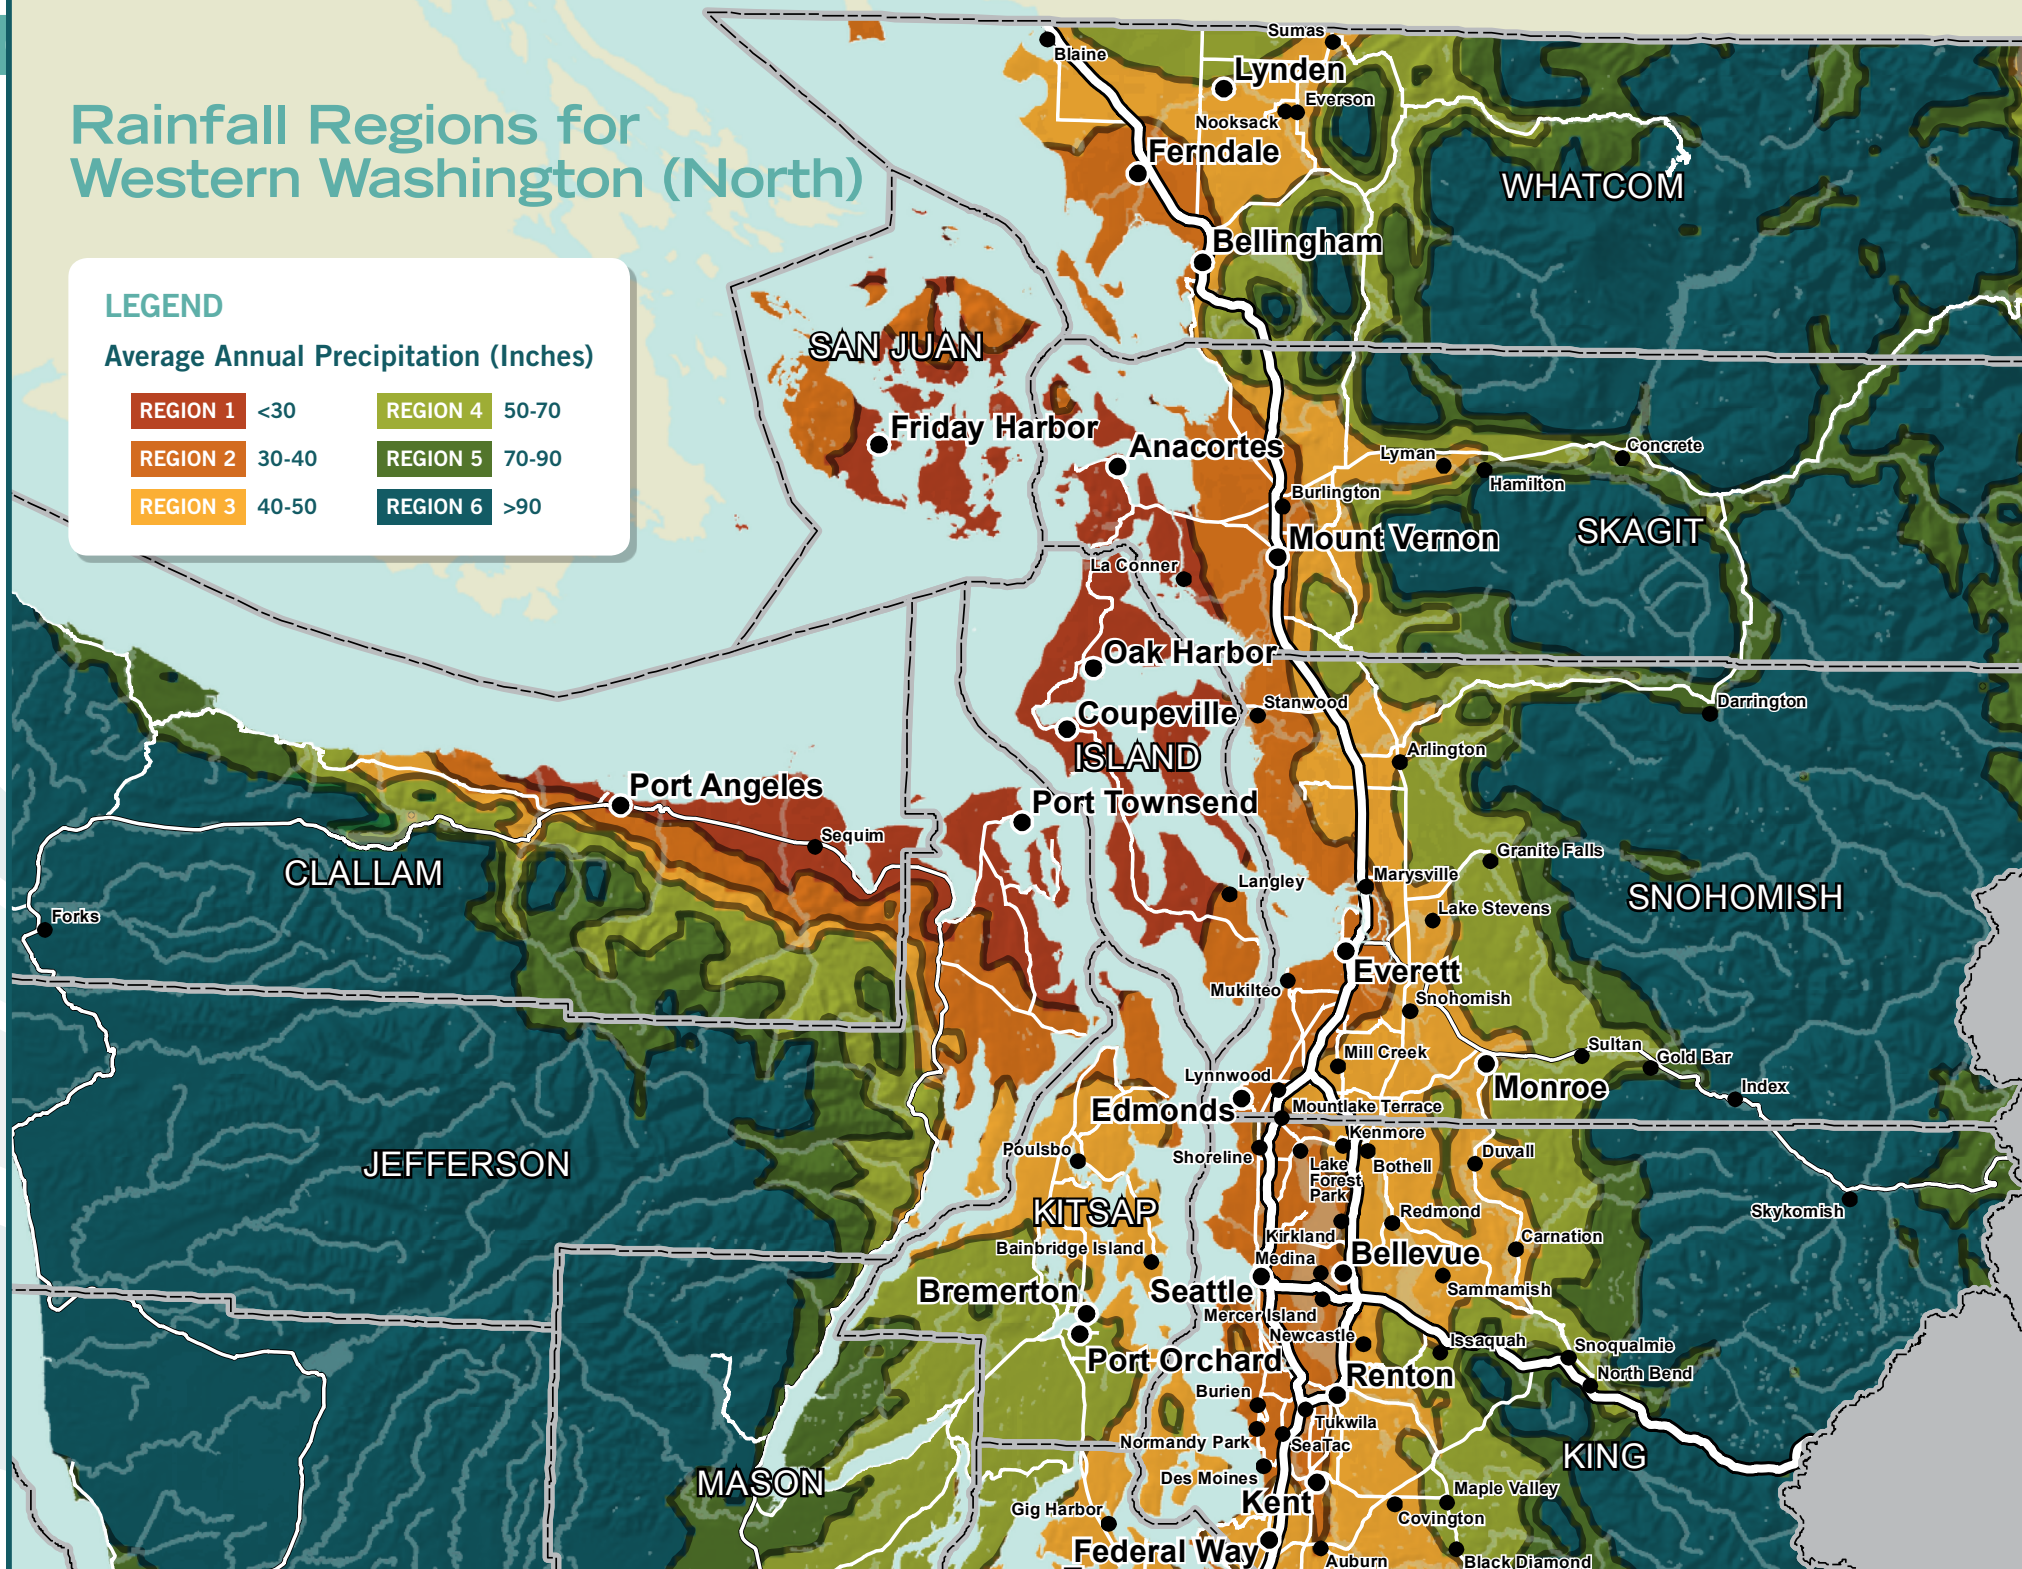 Rainfall Regions for
Western Washington (North)
LEGEND
Average Annual Precipitation (Inches)
REGION 1 <30
REGION 4 50-70
REGION 2 30-40
REGION 5 70-90
REGION 3 40-50
REGION 6 >90
Blaine
Sumas
Lynden
Everson
Nooksack
Ferndale
WHATCOM
Bellingham
SAN JUAN
Friday Harbor
Anacortes
Lyman
Concrete
Hamilton
Burlington
SKAGIT
Mount Vernon
La Conner
Oak Harbor
Stanwood
Darrington
Coupeville
ISLAND
Arlington
Port Angeles
Port Townsend
Sequim
Granite Falls
CLALLAM
Marysville
Langley
SNOHOMISH
Lake Stevens
Forks
Everett
Mukilteo
Snohomish
Sultan
Mill Creek
Gold Bar
Lynnwood
Monroe
Index
Edmonds
Mountlake Terrace
Kenmore
Poulsbo
Shoreline
Lake
Forest
Park
Bothell
Duvall
JEFFERSON
KITSAP
Redmond
Skykomish
Kirkland
Carnation
Bainbridge Island
Medina
Bellevue
Bremerton
Seattle
Sammamish
Mercer Island
Newcastle
Issaquah
Snoqualmie
Port Orchard
Renton
North Bend
Burien
Tukwila
Normandy Park
SeaTac
KING
MASON
Des Moines
Kent
Maple Valley
Gig Harbor
Covington
Federal Way
Auburn
Black Diamond